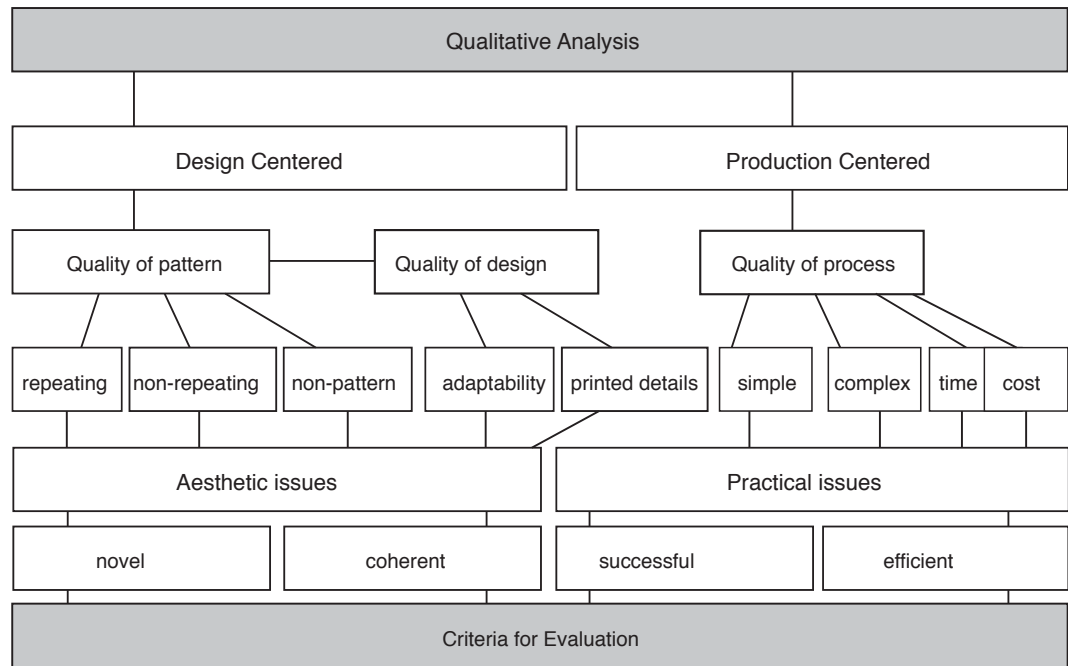 Qualitative Analysis
Design Centered
Production Centered
Quality of pattern
Quality of design
Quality of process
repeating
non-repeating
non-pattern
adaptability
printed details
simple
complex
time
cost
Aesthetic issues
Practical issues
novel
coherent
successful
efficient
Criteria for Evaluation